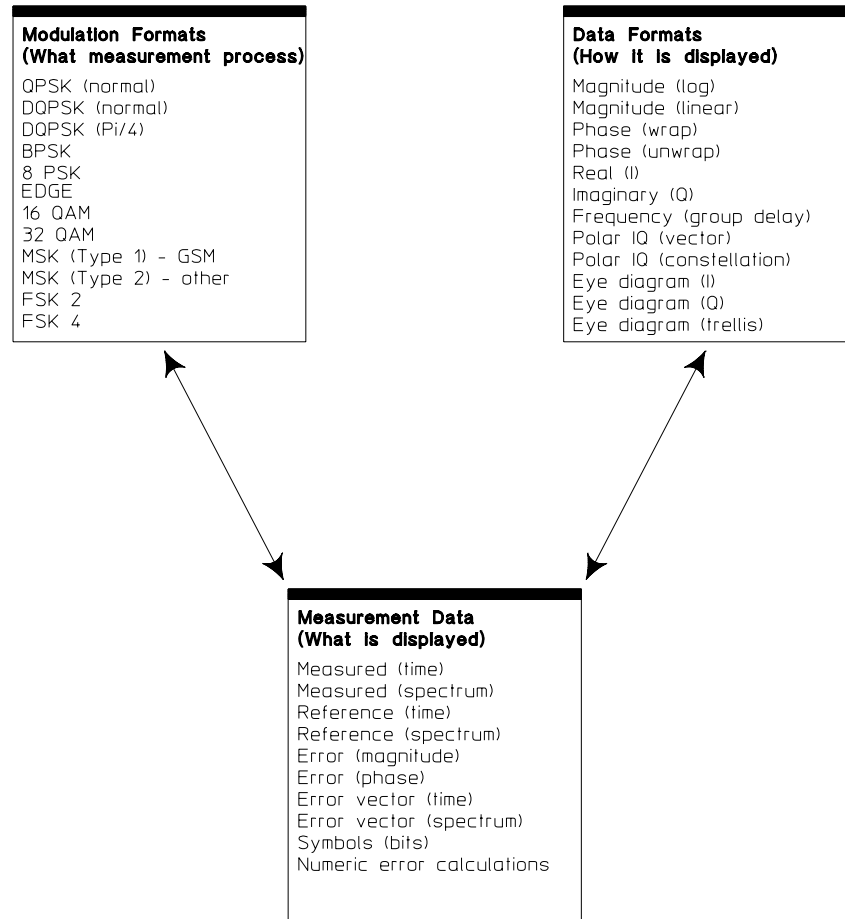 Modulation Formats
(What measurement process)
QPSK (normal)
DQPSK (normal)
DQPSK (Pi/4)
BPSK
8 PSK
EDGE
16 QAM
32 QAM
MSK (Type 1) - GSM
MSK (Type 2) - other
FSK 2
FSK 4
Data Formats
(How it is displayed)
Magnitude (log)
Magnitude (linear)
Phase (wrap)
Phase (unwrap)
Real (I)
Imaginary (Q)
Frequency (group delay)
Polar IQ (vector)
Polar IQ (constellation)
Eye diagram (I)
Eye diagram (Q)
Eye diagram (trellis)
Measurement Data
(What is displayed)
Measured (time)
Measured (spectrum)
Reference (time)
Reference (spectrum)
Error (magnitude)
Error (phase)
Error vector (time)
Error vector (spectrum)
Symbols (bits)
Numeric error calculations